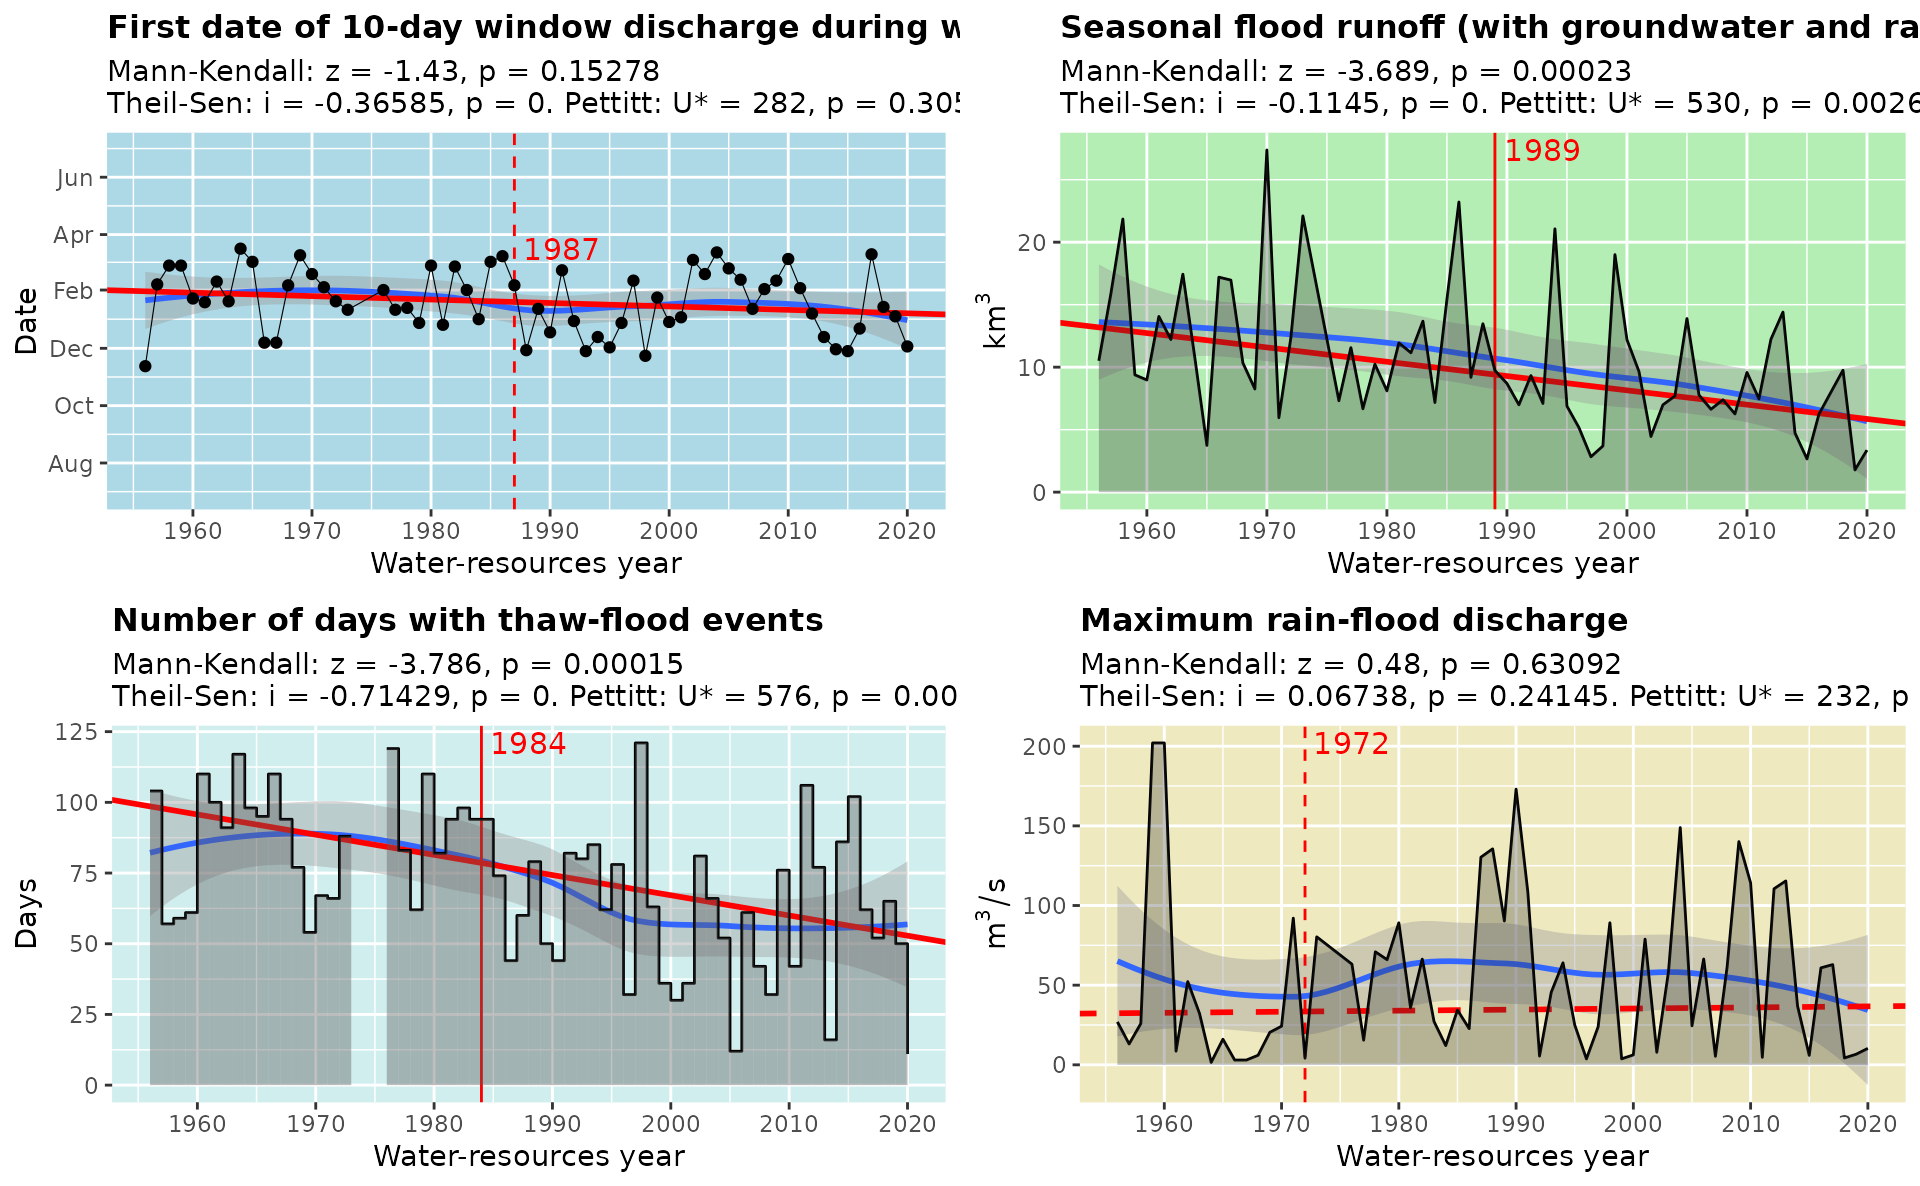 First date of 10-day window discharge during
Mann-Kendall: z = -1.43, p = 0.15278
Theil-Sen: i = -0.36585, p = 0. Pettitt: U* = 282, p = 0.305
Jun
Apr
Feb
Dec
Oct
Aug
Date
1987
1960 1970 1980 1990 2000 2010 2020
Water-resources year
Seasonal flood runoff (with groundwater and ra
Mann-Kendall: z = -3.689, p = 0.00023
Theil-Sen: i = -0.1145, p = 0. Pettitt: U* = 530, p = 0.0026
20
10
0
km³
1989
1960 1970 1980 1990 2000 2010 2020
Water-resources year
Number of days with thaw-flood events
Mann-Kendall: z = -3.786, p = 0.00015
Theil-Sen: i = -0.71429, p = 0. Pettitt: U* = 576, p = 0.00
125
100
75
50
25
0
Days
1984
1960 1970 1980 1990 2000 2010 2020
Water-resources year
Maximum rain-flood discharge
Mann-Kendall: z = 0.48, p = 0.63092
Theil-Sen: i = 0.06738, p = 0.24145. Pettitt: U* = 232, p
200
150
100
50
0
m³/s
1972
1960 1970 1980 1990 2000 2010 2020
Water-resources year